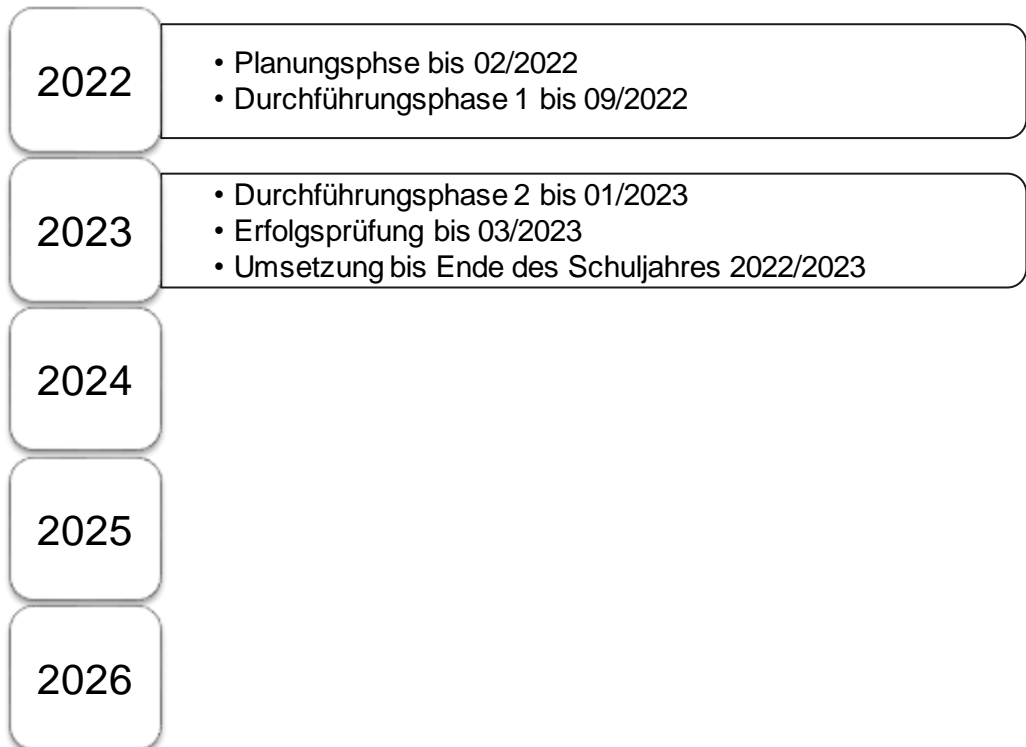 2022
• Planungsphse bis 02/2022
• Durchführungsphase 1 bis 09/2022
2023
• Durchführungsphase 2 bis 01/2023
• Erfolgsprüfung bis 03/2023
• Umsetzung bis Ende des Schuljahres 2022/2023
2024
2025
2026